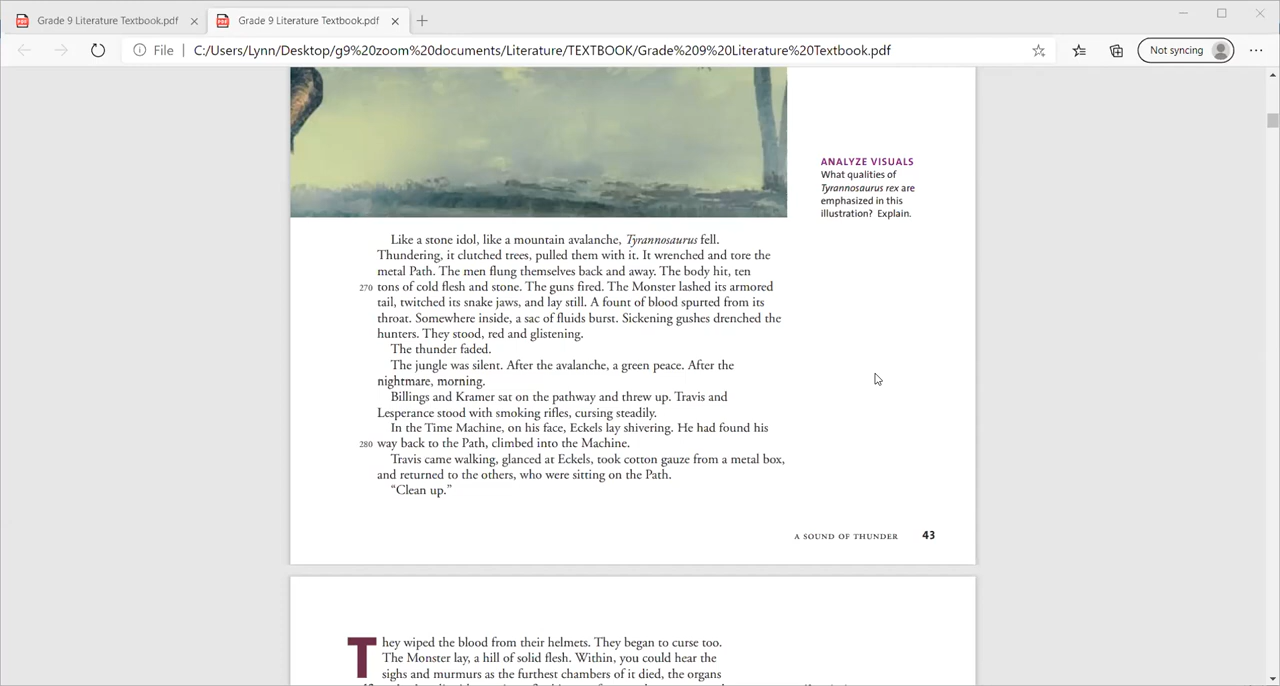 Grade 9 Literature Textbook.pdf
Grade 9 Literature Textbook.pdf
File
C:/Users/Lynn/Desktop/g9%20zoom%20documents/Literature/TEXTBOOK/Grade%209%20Literature%20Textbook.pdf
Not syncing
ANALYZE VISUALS
What qualities of
Tyrannosaurus rex are
emphasized in this
illustration? Explain.
Like a stone idol, like a mountain avalanche, Tyrannosaurus fell.
Thundering, it clutched trees, pulled them with it. It wrenched and tore the
metal Path. The men flung themselves back and away. The body hit, ten
270 tons of cold flesh and stone. The guns fired. The Monster lashed its armored
tail, twitched its snake jaws, and lay still. A fount of blood spurted from its
throat. Somewhere inside, a sac of fluids burst. Sickening gushes drenched the
hunters. They stood, red and glistening.
The thunder faded.
The jungle was silent. After the avalanche, a green peace. After the
nightmare, morning.
Billings and Kramer sat on the pathway and threw up. Travis and
Lesperance stood with smoking rifles, cursing steadily.
In the Time Machine, on his face, Eckels lay shivering. He had found his
280 way back to the Path, climbed into the Machine.
Travis came walking, glanced at Eckels, took cotton gauze from a metal box,
and returned to the others, who were sitting on the Path.
“Clean up.”
A SOUND OF THUNDER 43
They wiped the blood from their helmets. They began to curse too.
The Monster lay, a hill of solid flesh. Within, you could hear the
sighs and murmurs as the furthest chambers of it died, the organs